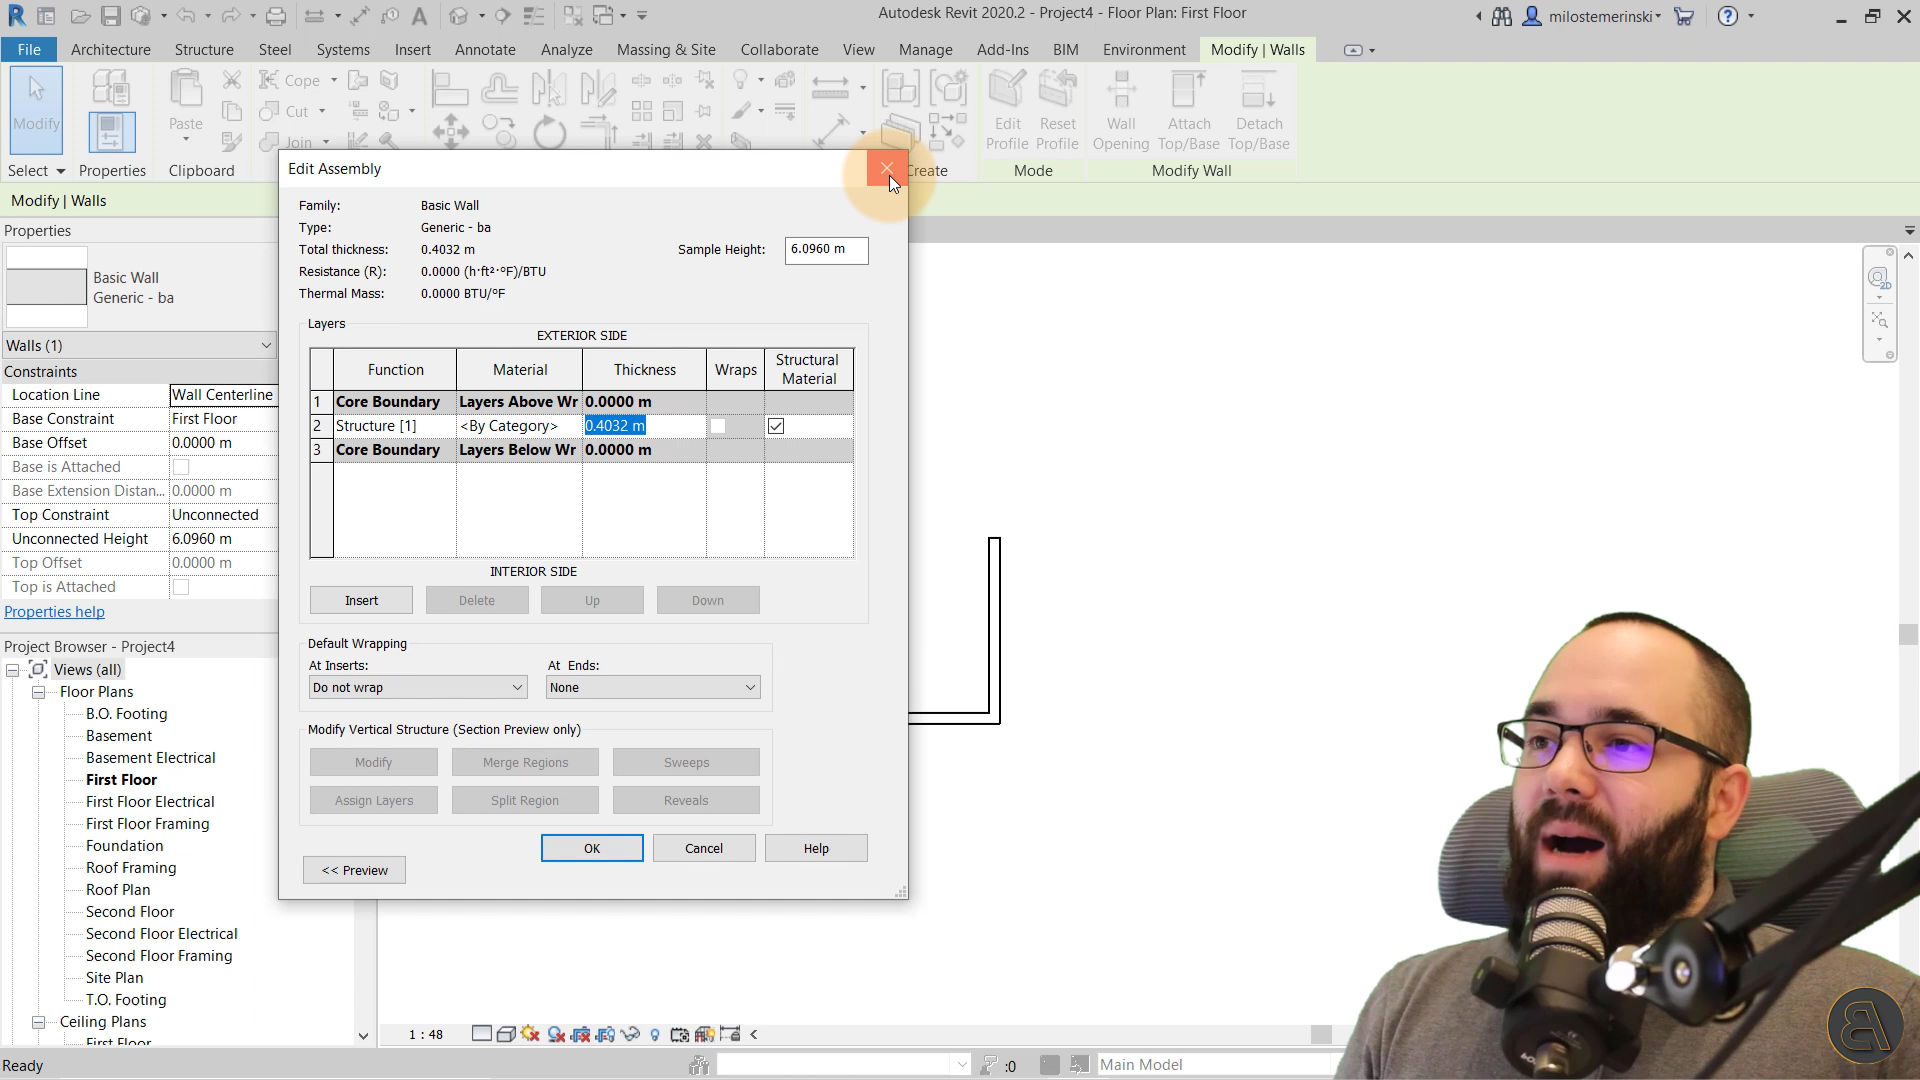 Autodesk Revit 2020.2 - Project4 - Floor Plan: First Floor
milostemerinski
File Architecture Structure Steel Systems Insert Annotate Analyze Massing & Site Collaborate View Manage Add-Ins BIM Environment Modify | Walls
Modify
Paste
Cope
Cut
Join
Edit Profile
Reset Profile
Wall Opening
Attach Top/Base
Detach Top/Base
Select Properties Clipboard Create Mode Modify Wall
Modify | Walls
Properties
Basic Wall
Generic - ba
Walls (1)
Constraints
Location Line Wall Centerline
Base Constraint First Floor
Base Offset 0.0000 m
Base is Attached
Base Extension Distan... 0.0000 m
Top Constraint Unconnected
Unconnected Height 6.0960 m
Top Offset 0.0000 m
Top is Attached
Properties help
Project Browser - Project4
Views (all)
Floor Plans
B.O. Footing
Basement
Basement Electrical
First Floor
First Floor Electrical
First Floor Framing
Foundation
Roof Framing
Roof Plan
Second Floor
Second Floor Electrical
Second Floor Framing
Site Plan
T.O. Footing
Ceiling Plans
First Floor
Edit Assembly
Family: Basic Wall
Type: Generic - ba
Total thickness: 0.4032 m Sample Height: 6.0960 m
Resistance (R): 0.0000 (h·ft²·°F)/BTU
Thermal Mass: 0.0000 BTU/°F
Layers
EXTERIOR SIDE
Function Material Thickness Wraps Structural Material
1 Core Boundary Layers Above Wr 0.0000 m
2 Structure [1] <By Category> 0.4032 m
3 Core Boundary Layers Below Wr 0.0000 m
INTERIOR SIDE
Insert Delete Up Down
Default Wrapping
At Inserts: At Ends:
Do not wrap None
Modify Vertical Structure (Section Preview only)
Modify Merge Regions Sweeps
Assign Layers Split Region Reveals
OK Cancel Help
<< Preview
2D
1 : 48
Ready
:0
Main Model